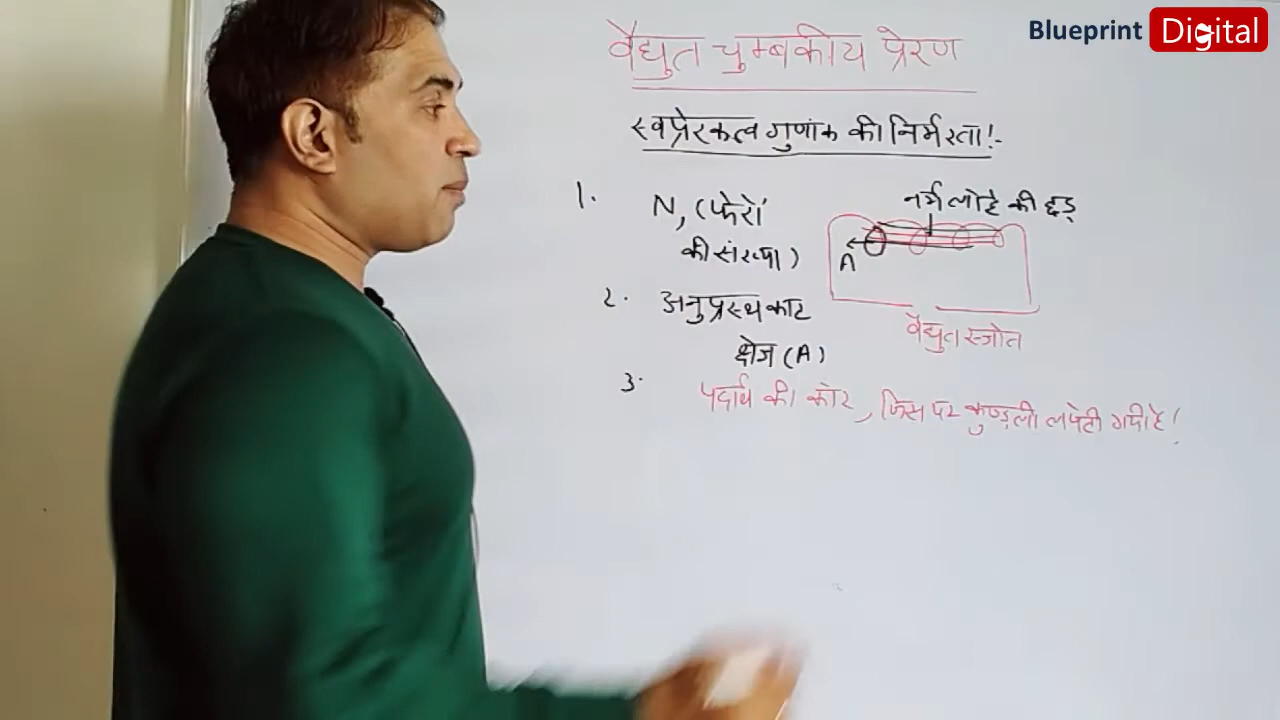 Blueprint Digital
वैद्युत चुम्बकीय प्रेरण
स्वप्रेरकत्व गुणांक की निर्भरता!-
1. N, (फेरों
की संख्या)
नर्म लोहे की छड़
A
2. अनुप्रस्थ काट
क्षेत्र (A)
वैद्युत स्त्रोत
3. पदार्थ की कोर, जिस पर कुण्डली लपेटी गयी है!